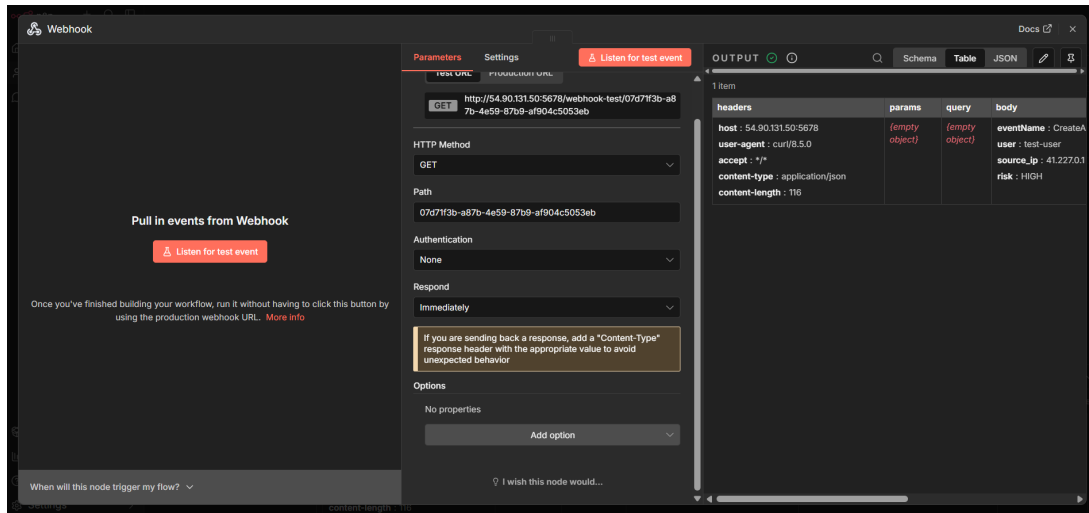 Webhook
Docs
Pull in events from Webhook
Listen for test event
Once you've finished building your workflow, run it without having to click this button by
using the production webhook URL. More info
When will this node trigger my flow?
Parameters
Settings
Listen for test event
Test URL
Production URL
GET
http://54.90.131.50:5678/webhook-test/07d71f3b-a8
7b-4e59-87b9-af904c5053eb
HTTP Method
GET
Path
07d71f3b-a87b-4e59-87b9-af904c5053eb
Authentication
None
Respond
Immediately
If you are sending back a response, add a "Content-Type"
response header with the appropriate value to avoid
unexpected behavior
Options
No properties
Add option
I wish this node would...
OUTPUT
Schema
Table
JSON
1 item
headers
params
query
body
host : 54.90.131.50:5678
user-agent : curl/8.5.0
accept : */*
content-type : application/json
content-length : 116
{empty
object}
{empty
object}
eventName : CreateA
user : test-user
source_ip : 41.227.0.1
risk : HIGH
Settings
content-length : 116